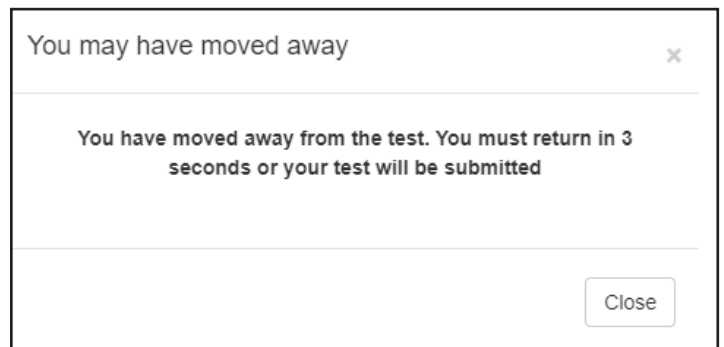 You may have moved away
×
You have moved away from the test. You must return in 3
seconds or your test will be submitted
Close